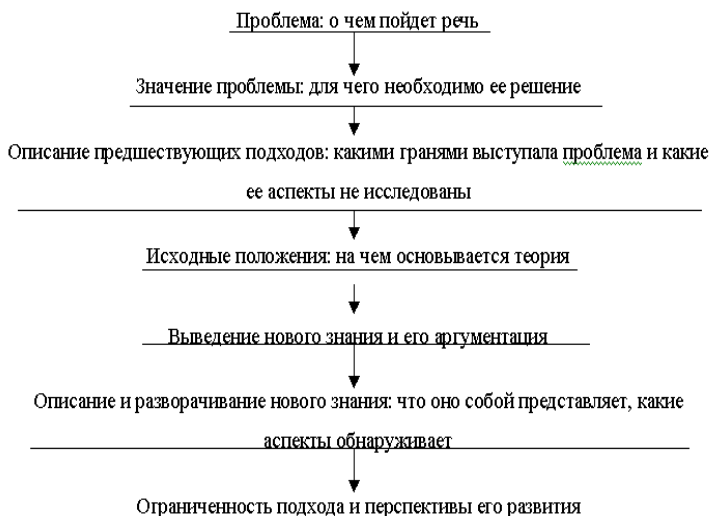 Проблема: о чем пойдет речь
Значение проблемы: для чего необходимо ее решение
Описание предшествующих подходов: какими гранями выступала проблема и какие
ее аспекты не исследованы
Исходные положения: на чем основывается теория
Выведение нового знания и его аргументация
Описание и разворачивание нового знания: что оно собой представляет, какие
аспекты обнаруживает
Ограниченность подхода и перспективы его развития